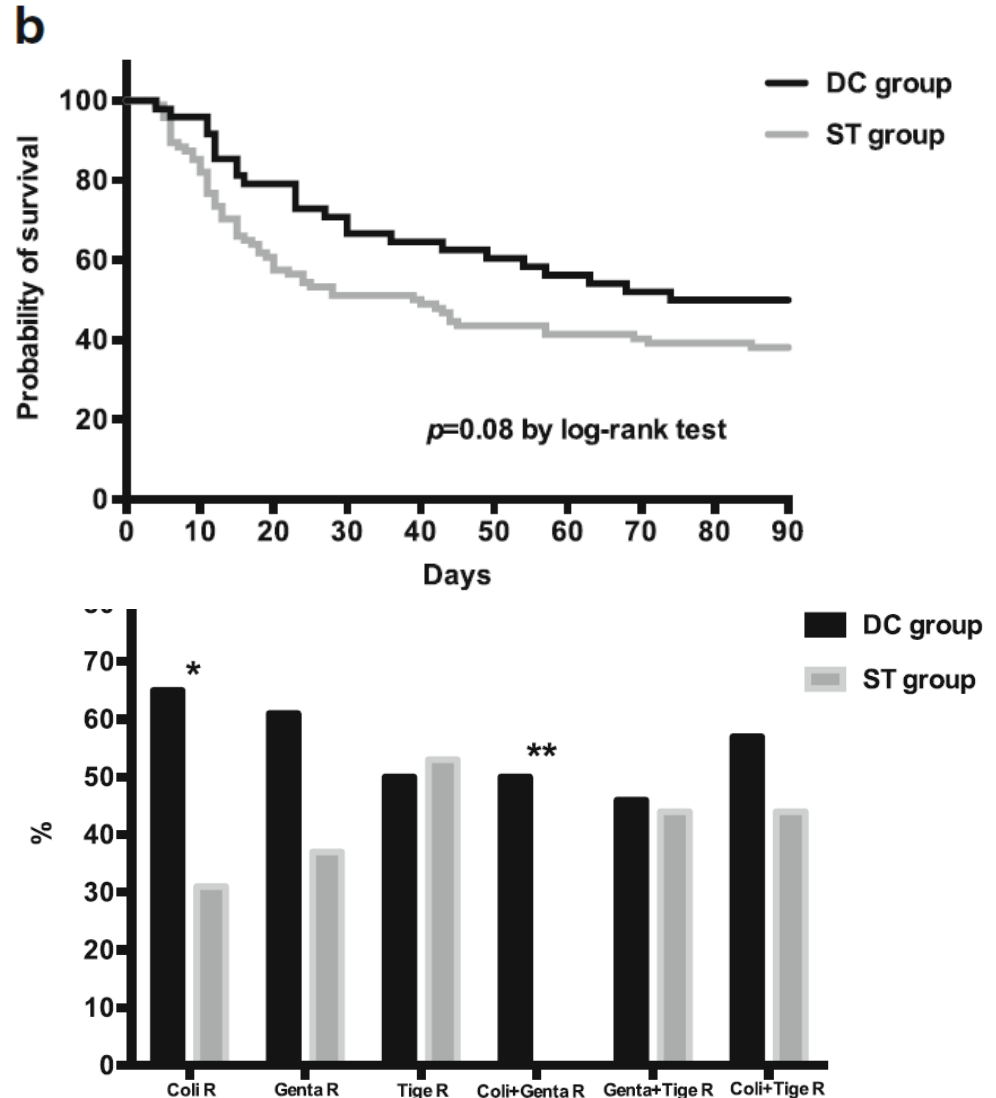 b
DC group
ST group
Probability of survival
100
80
60
40
20
0
p=0.08 by log-rank test
0 10 20 30 40 50 60 70 80 90
Days
DC group
ST group
%
70
60
50
40
30
20
10
0
*
**
Coli R Genta R Tige R Coli+Genta R Genta+Tige R Coli+Tige R